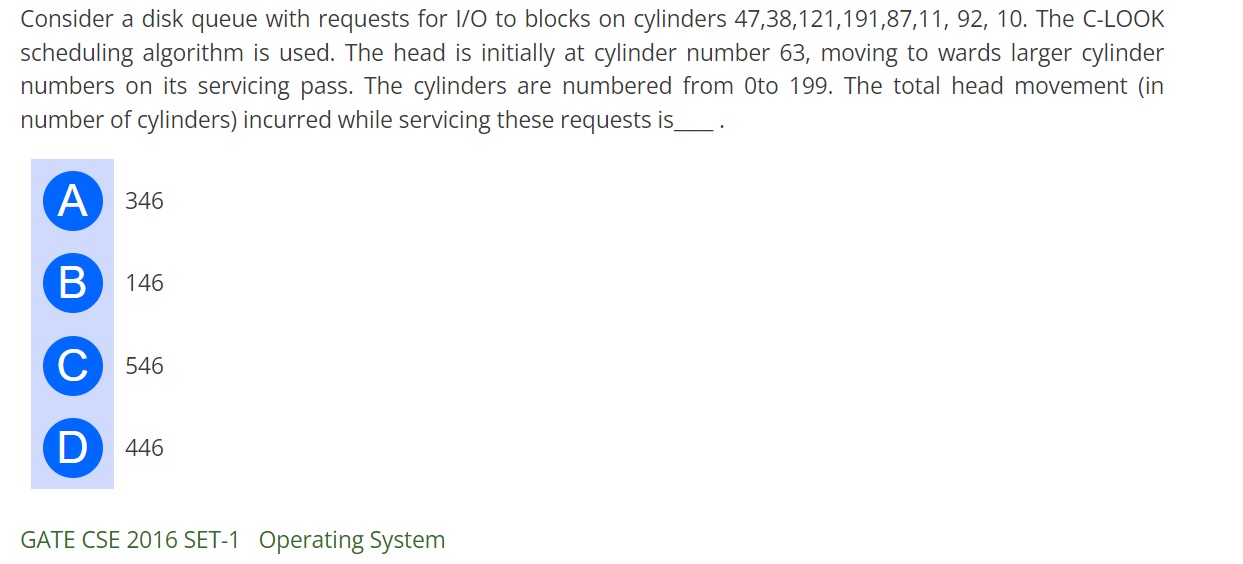 Consider a disk queue with requests for I/O to blocks on cylinders 47,38,121,191,87,11, 92, 10. The C-LOOK
scheduling algorithm is used. The head is initially at cylinder number 63, moving to wards larger cylinder
numbers on its servicing pass. The cylinders are numbered from 0to 199. The total head movement (in
number of cylinders) incurred while servicing these requests is____ .
A 346
B 146
C 546
D 446
GATE CSE 2016 SET-1 Operating System